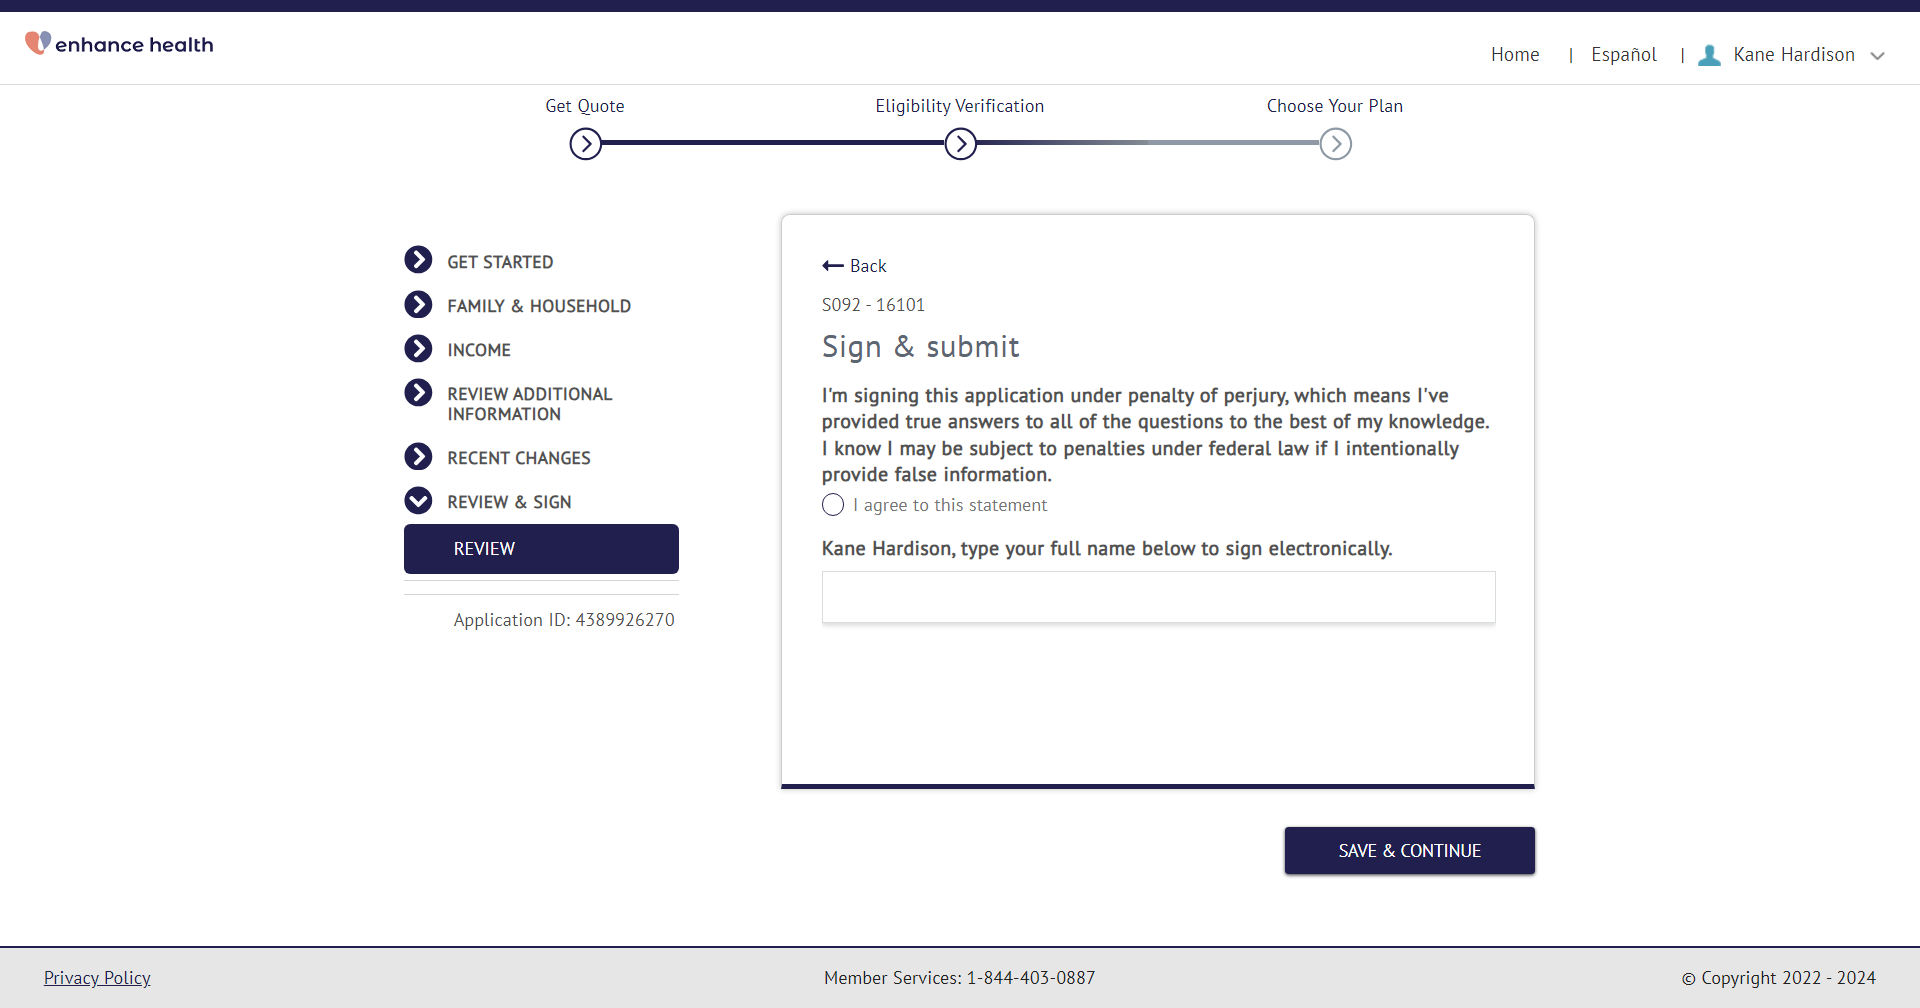 enhance health
Home | Español | Kane Hardison
Get Quote
Eligibility Verification
Choose Your Plan
GET STARTED
FAMILY & HOUSEHOLD
INCOME
REVIEW ADDITIONAL
INFORMATION
RECENT CHANGES
REVIEW & SIGN
REVIEW
Application ID: 4389926270
Back
S092 - 16101
Sign & submit
I'm signing this application under penalty of perjury, which means I've
provided true answers to all of the questions to the best of my knowledge.
I know I may be subject to penalties under federal law if I intentionally
provide false information.
I agree to this statement
Kane Hardison, type your full name below to sign electronically.
SAVE & CONTINUE
Privacy Policy
Member Services: 1-844-403-0887
© Copyright 2022 - 2024